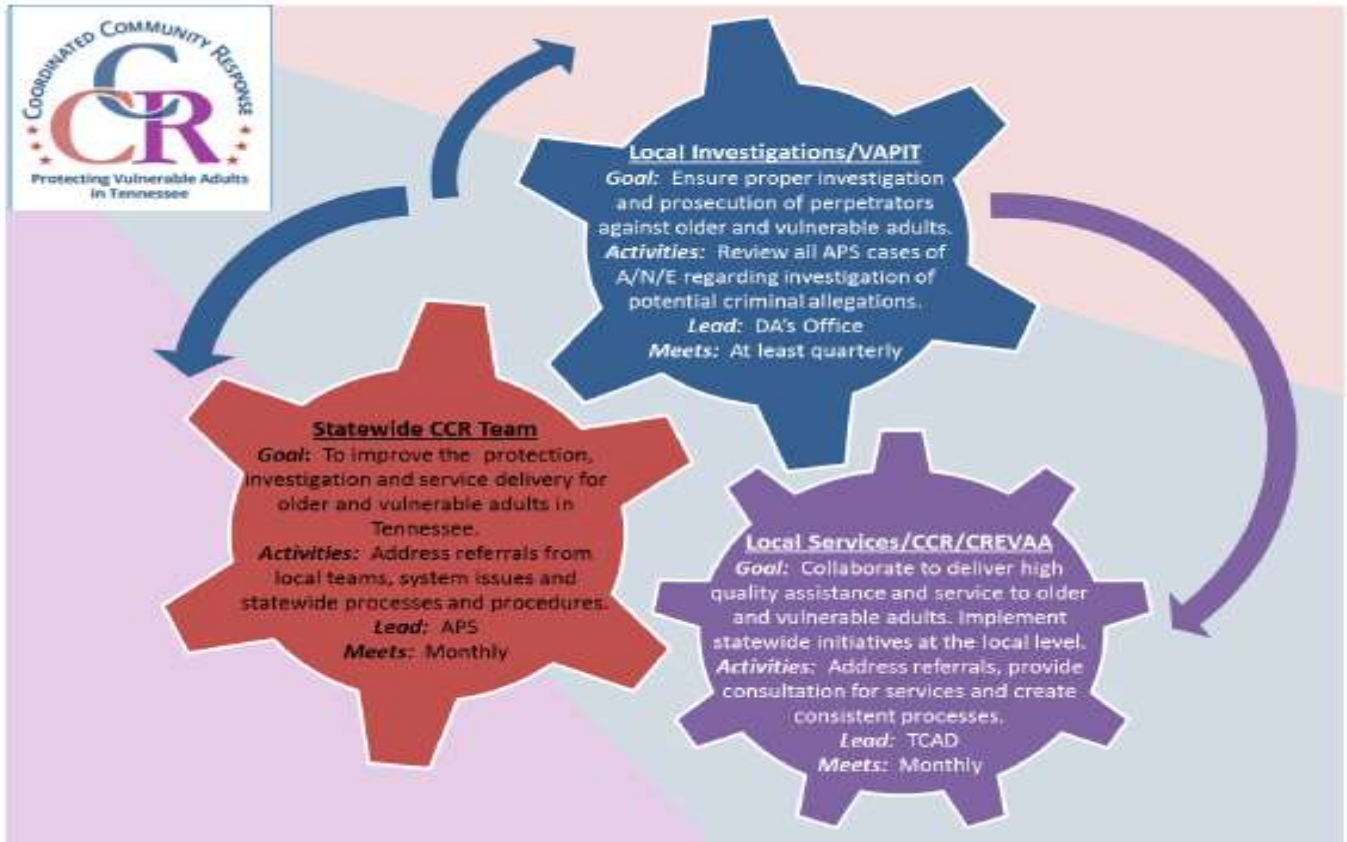 COORDINATED COMMUNITY RESPONSE
CCR
Protecting Vulnerable Adults
in Tennessee
Local Investigations/VAPIT
Goal: Ensure proper investigation
and prosecution of perpetrators
against older and vulnerable adults.
Activities: Review all APS cases of
A/N/E regarding investigation of
potential criminal allegations.
Lead: DA's Office
Meets: At least quarterly
Statewide CCR Team
Goal: To improve the protection,
investigation and service delivery for
older and vulnerable adults in
Tennessee.
Activities: Address referrals from
local teams, system issues and
statewide processes and procedures.
Lead: APS
Meets: Monthly
Local Services/CCR/CREVAA
Goal: Collaborate to deliver high
quality assistance and service to older
and vulnerable adults. Implement
statewide initiatives at the local level.
Activities: Address referrals, provide
consultation for services and create
consistent processes.
Lead: TCAD
Meets: Monthly